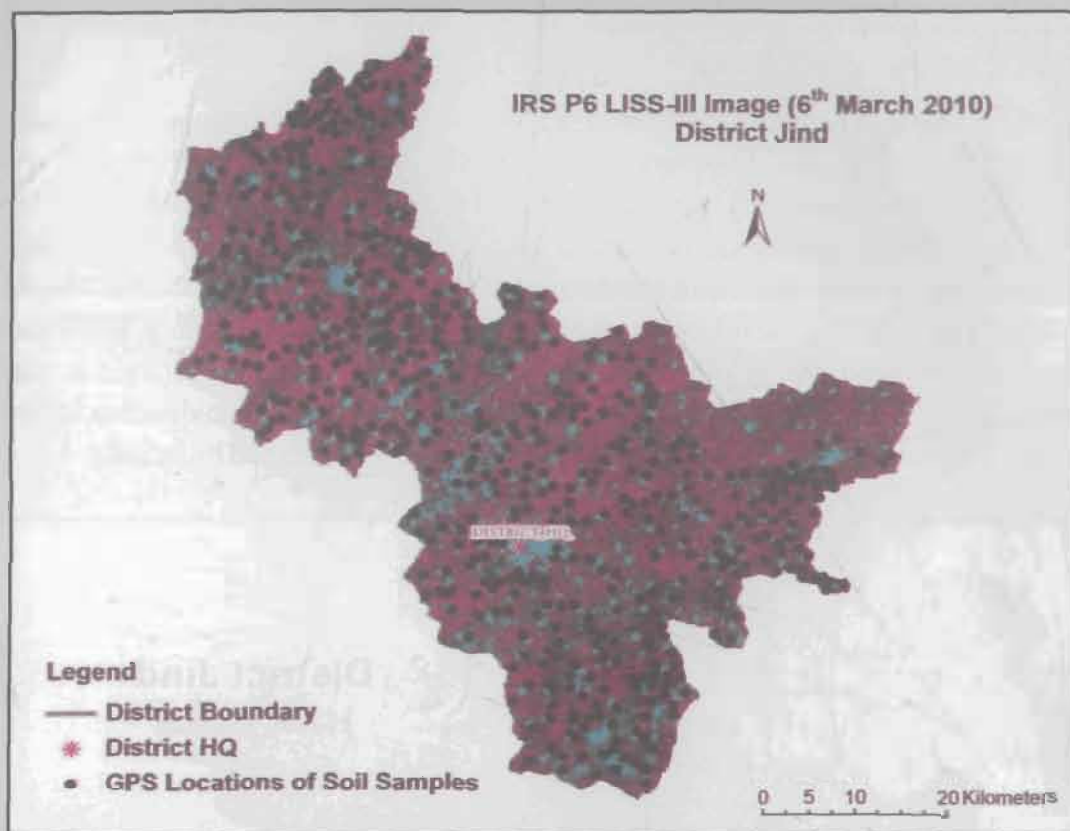 IRS P6 LISS-III Image (6th March 2010)
District Jind
N
Legend
District Boundary
District HQ
GPS Locations of Soil Samples
0 5 10 20 Kilometers